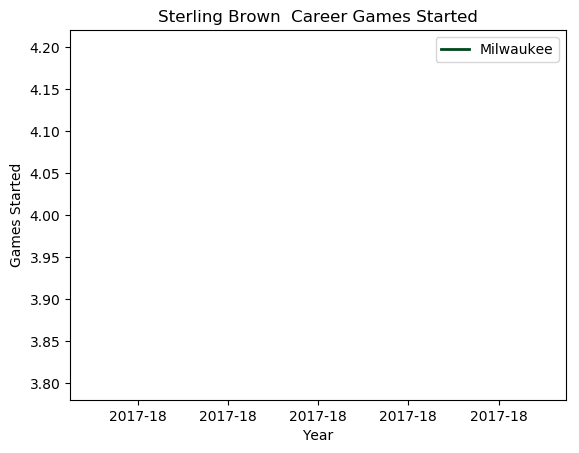 Sterling Brown  Career Games Started
Milwaukee
4.20
4.15
4.10
4.05
4.00
3.95
3.90
3.85
3.80
Games Started
2017-18 2017-18 2017-18 2017-18 2017-18
Year